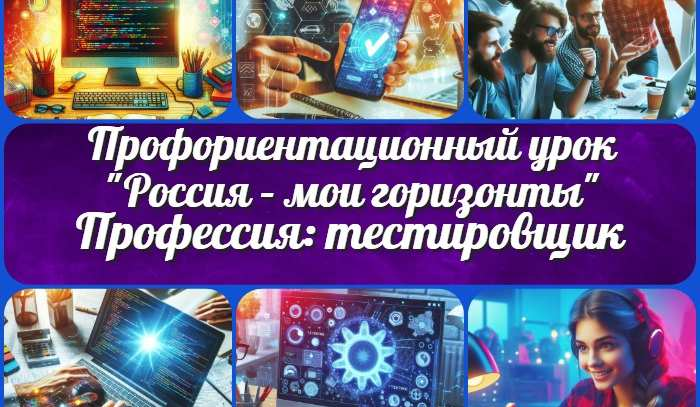 Профориентационный урок
"Россия – мои горизонты"
Профессия: тестировщик